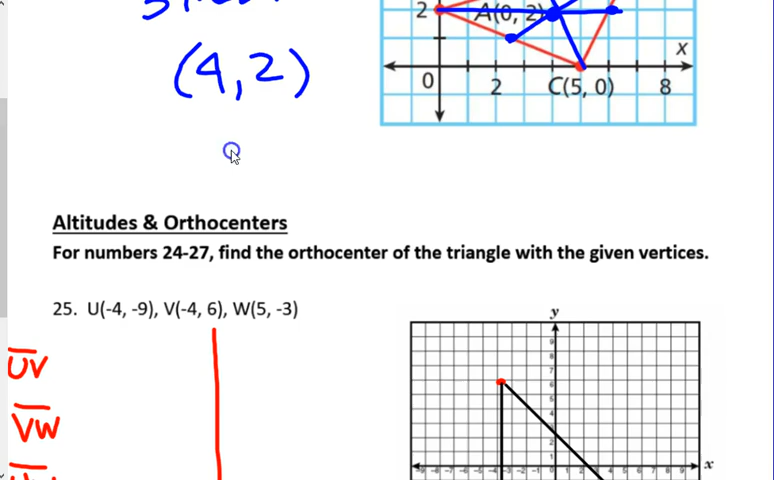 2 A(0, 2)
(4,2)
x
0 2 C(5, 0) 8
Altitudes & Orthocenters
For numbers 24-27, find the orthocenter of the triangle with the given vertices.
25. U(-4, -9), V(-4, 6), W(5, -3)
y
UV
VW
x